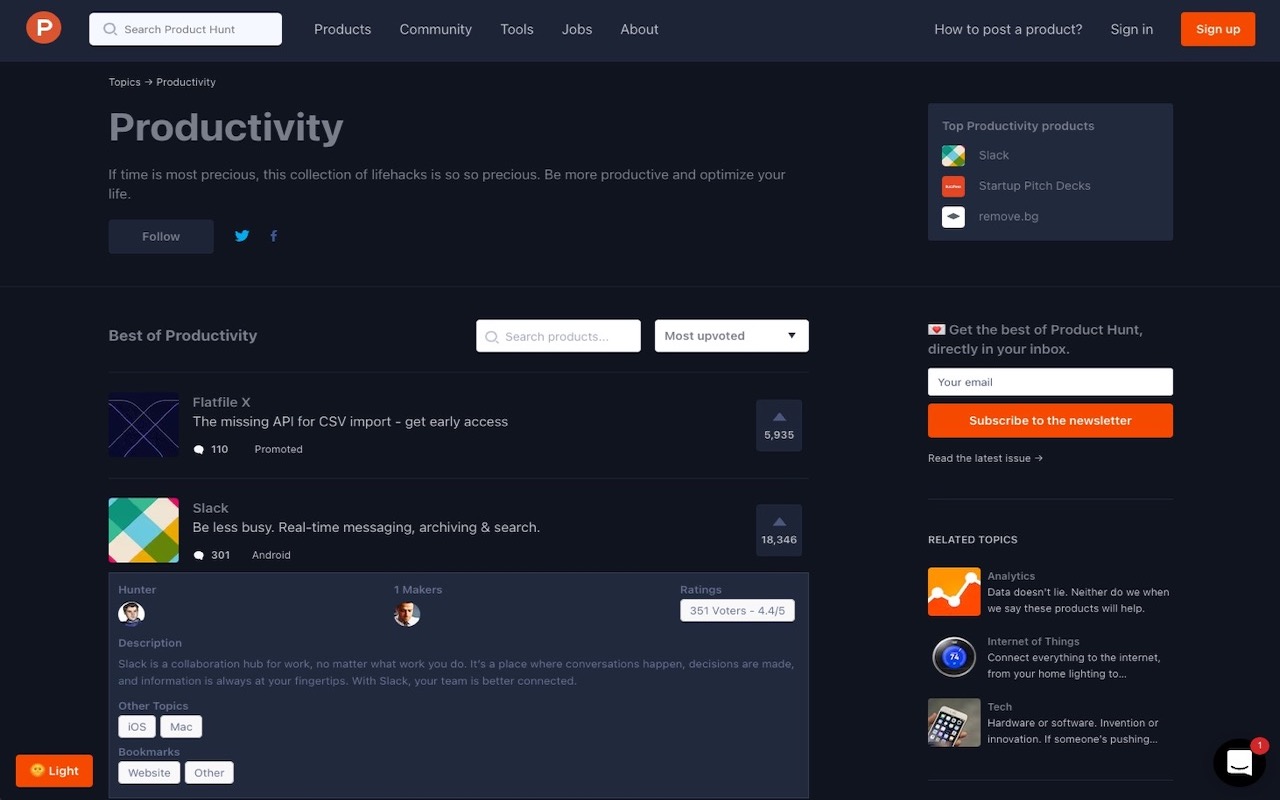 P
Search Product Hunt
Products
Community
Tools
Jobs
About
How to post a product?
Sign in
Sign up
Topics → Productivity
Productivity
If time is most precious, this collection of lifehacks is so so precious. Be more productive and optimize your
life.
Follow
Top Productivity products
Slack
Startup Pitch Decks
remove.bg
Best of Productivity
Search products...
Most upvoted
Flatfile X
The missing API for CSV import - get early access
110
Promoted
5,935
Slack
Be less busy. Real-time messaging, archiving & search.
301
Android
18,346
Hunter
1 Makers
Ratings
351 Voters - 4.4/5
Description
Slack is a collaboration hub for work, no matter what work you do. It's a place where conversations happen, decisions are made,
and information is always at your fingertips. With Slack, your team is better connected.
Other Topics
iOS
Mac
Bookmarks
Website
Other
💌 Get the best of Product Hunt,
directly in your inbox.
Your email
Subscribe to the newsletter
Read the latest issue →
RELATED TOPICS
Analytics
Data doesn't lie. Neither do we when
we say these products will help.
Internet of Things
74
Connect everything to the internet,
from your home lighting to...
Tech
Hardware or software. Invention or
innovation. If someone's pushing...
🌞 Light
1